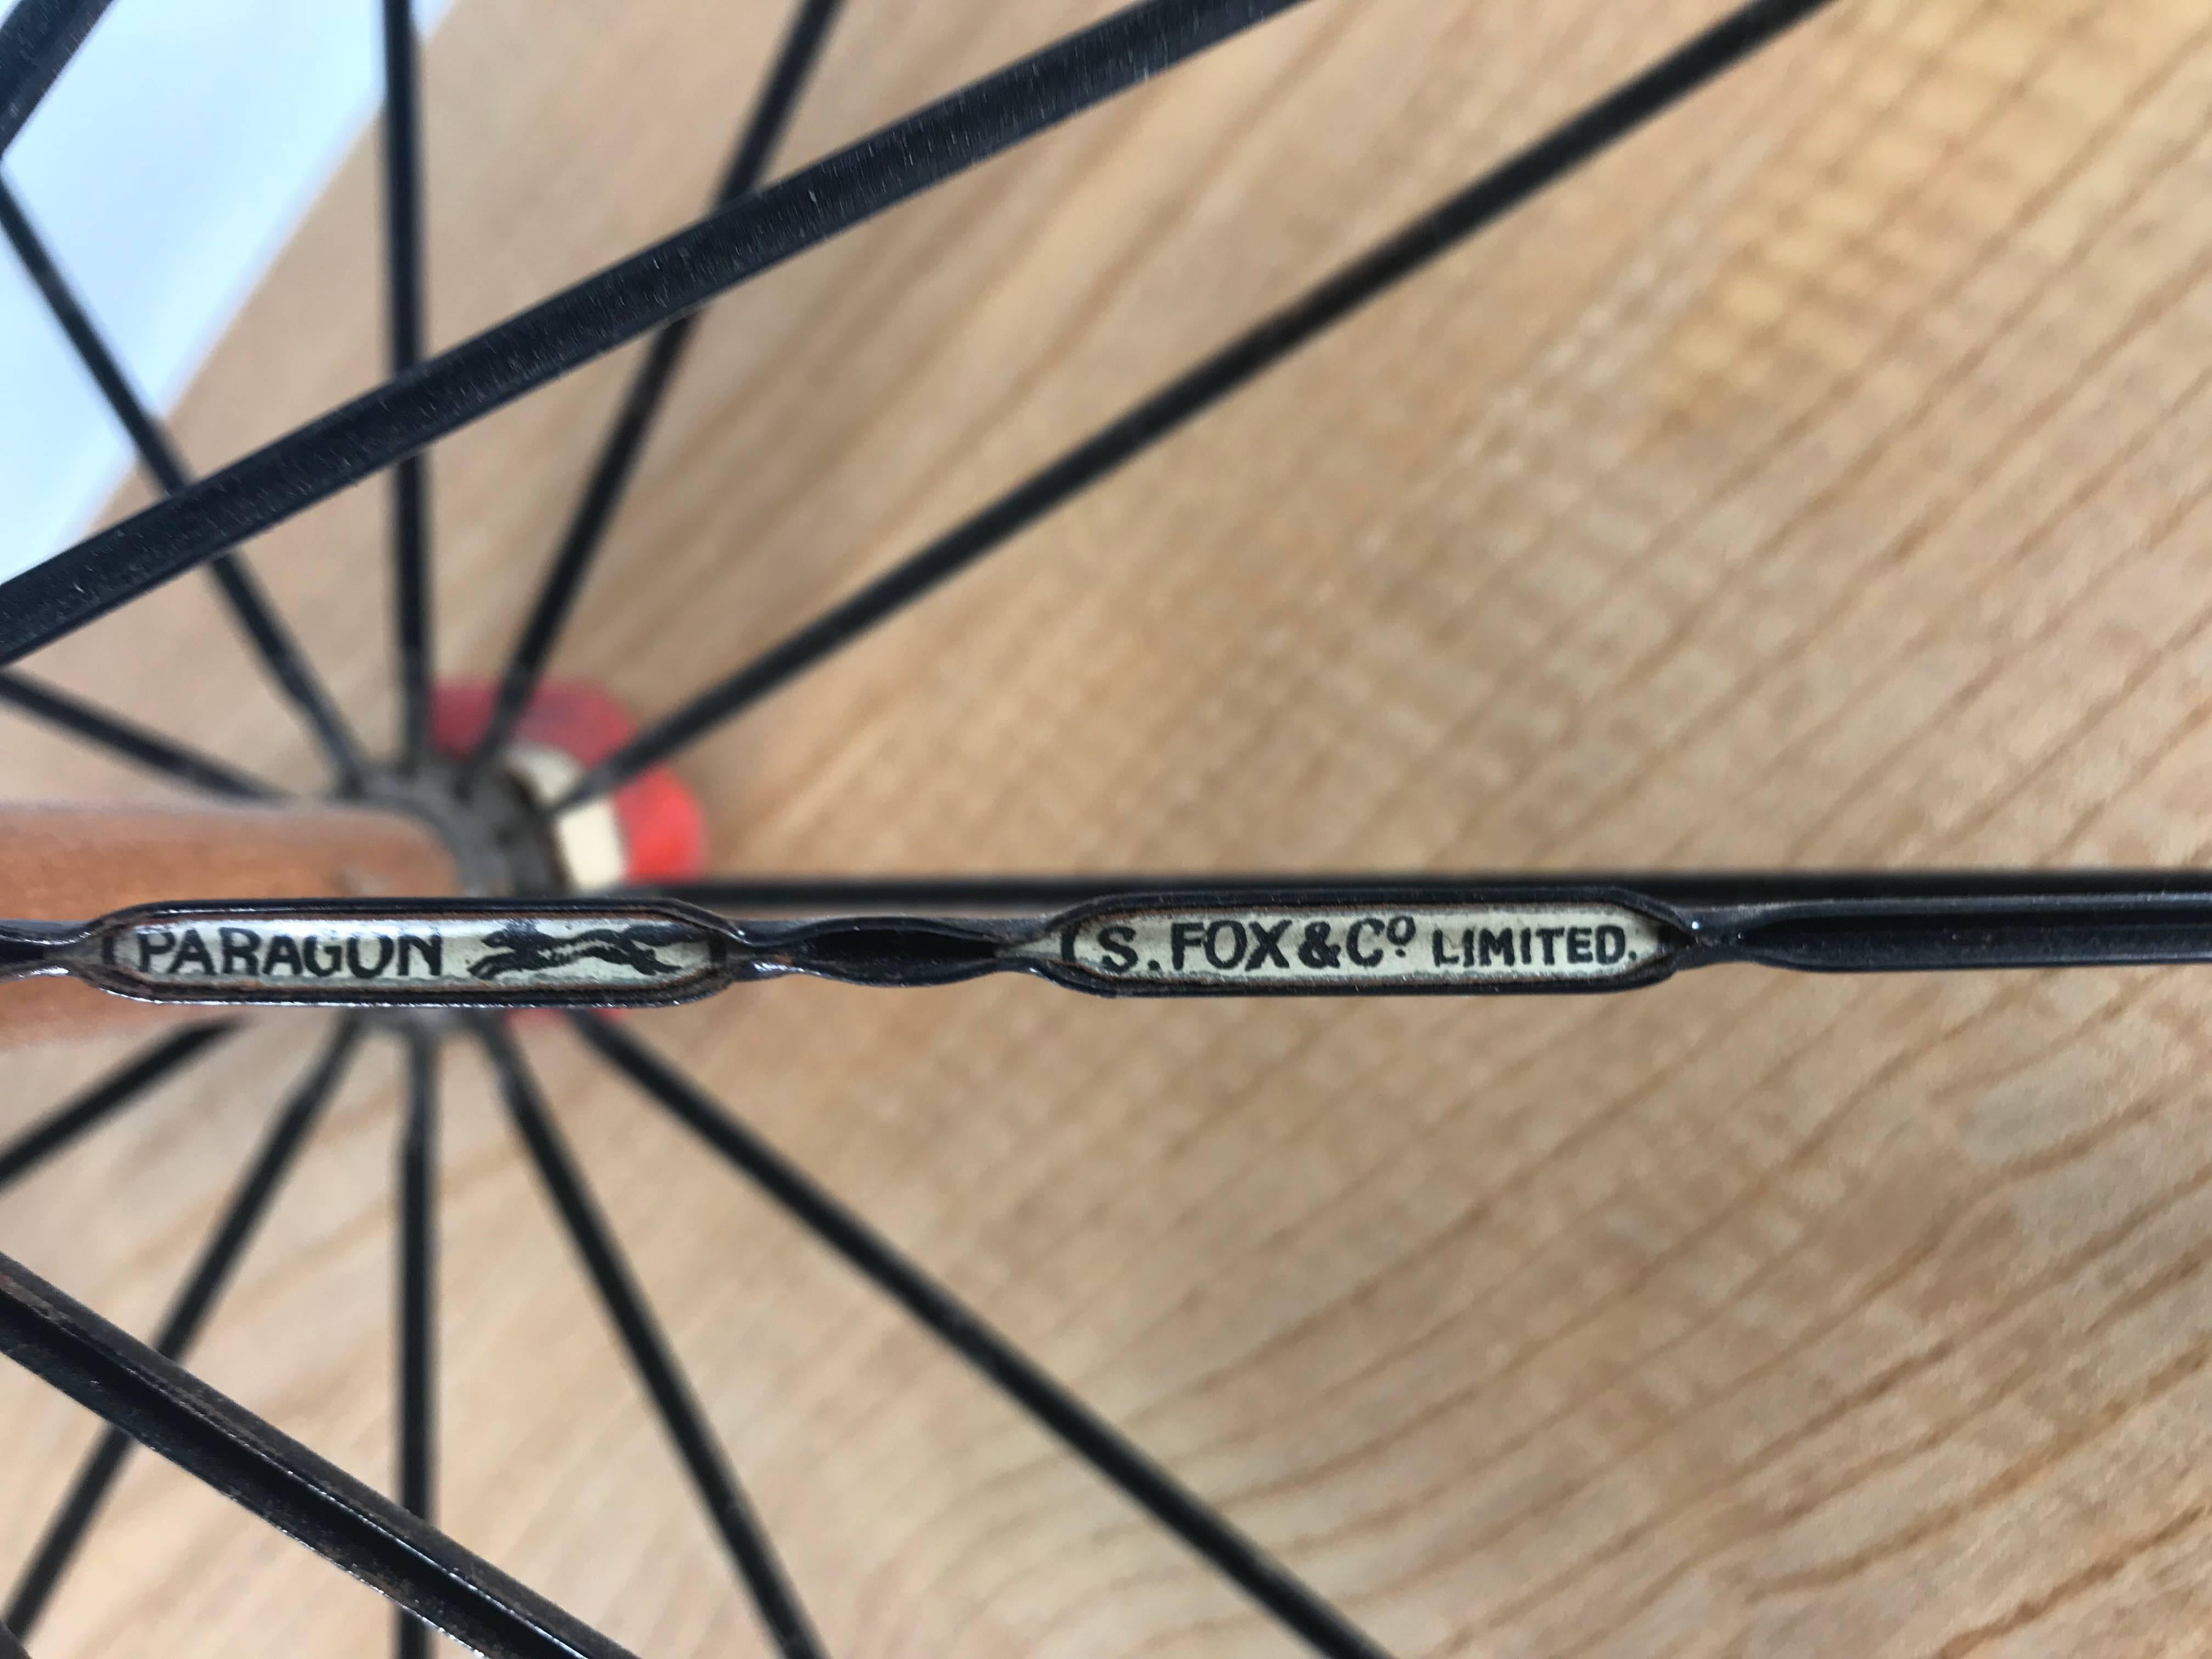 PARAGON
S. FOX & Cº LIMITED.